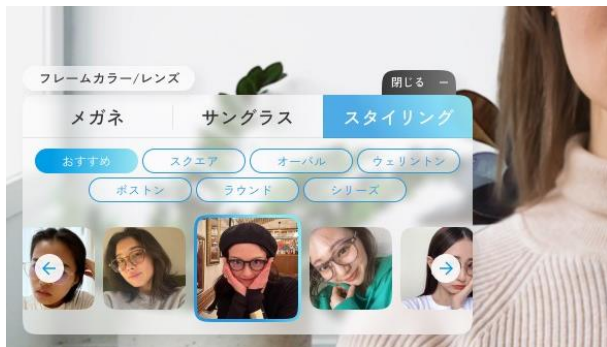 フレームカラー/レンズ
閉じる −
メガネ サングラス スタイリング
おすすめ スクエア オーバル ウェリントン
ボストン ラウンド シリーズ